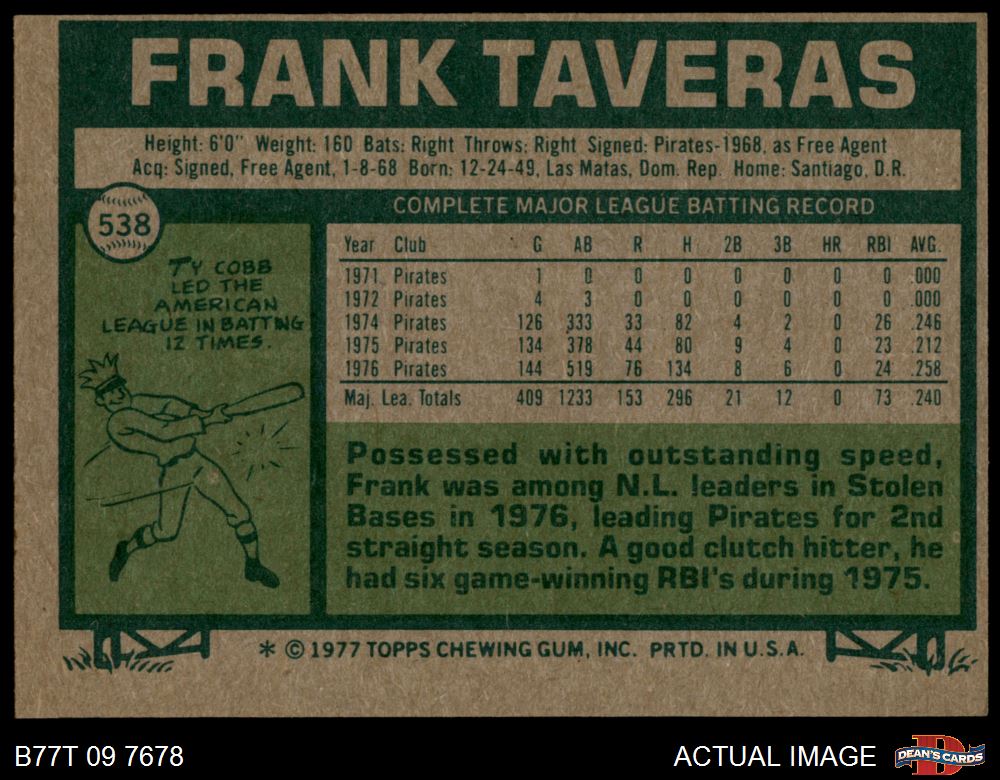 FRANK TAVERAS
Height: 6'0" Weight: 160 Bats: Right Throws: Right Signed: Pirates-1968, as Free Agent
Acq: Signed, Free Agent, 1-8-68 Born: 12-24-49, Las Matas, Dom. Rep. Home: Santiago, D.R.
538
TY COBB
LED THE
AMERICAN
LEAGUE IN BATTING
12 TIMES.
COMPLETE MAJOR LEAGUE BATTING RECORD
Year Club G AB R H 2B 3B HR RBI AVG.
1971 Pirates 1 0 0 0 0 0 0 0 .000
1972 Pirates 4 3 0 0 0 0 0 0 .000
1974 Pirates 126 333 33 82 4 2 0 26 .246
1975 Pirates 134 378 44 80 9 4 0 23 .212
1976 Pirates 144 519 76 134 8 6 0 24 .258
Maj. Lea. Totals 409 1233 153 296 21 12 0 73 .240
Possessed with outstanding speed,
Frank was among N.L. leaders in Stolen
Bases in 1976, leading Pirates for 2nd
straight season. A good clutch hitter, he
had six game-winning RBI's during 1975.
* © 1977 TOPPS CHEWING GUM, INC. PRTD. IN U.S.A.
B77T 09 7678
ACTUAL IMAGE
D
DEAN'S CARDS